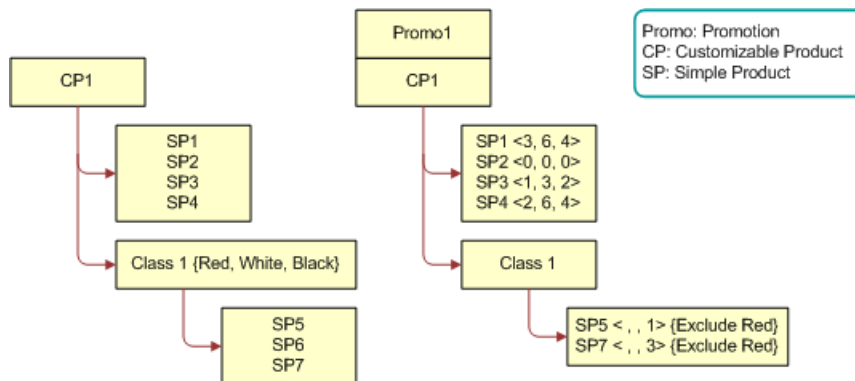 CP1
SP1
SP2
SP3
SP4
Class 1 {Red, White, Black}
SP5
SP6
SP7
Promo1
CP1
SP1 <3, 6, 4>
SP2 <0, 0, 0>
SP3 <1, 3, 2>
SP4 <2, 6, 4>
Class 1
SP5 < , , 1> {Exclude Red}
SP7 < , , 3> {Exclude Red}
Promo: Promotion
CP: Customizable Product
SP: Simple Product